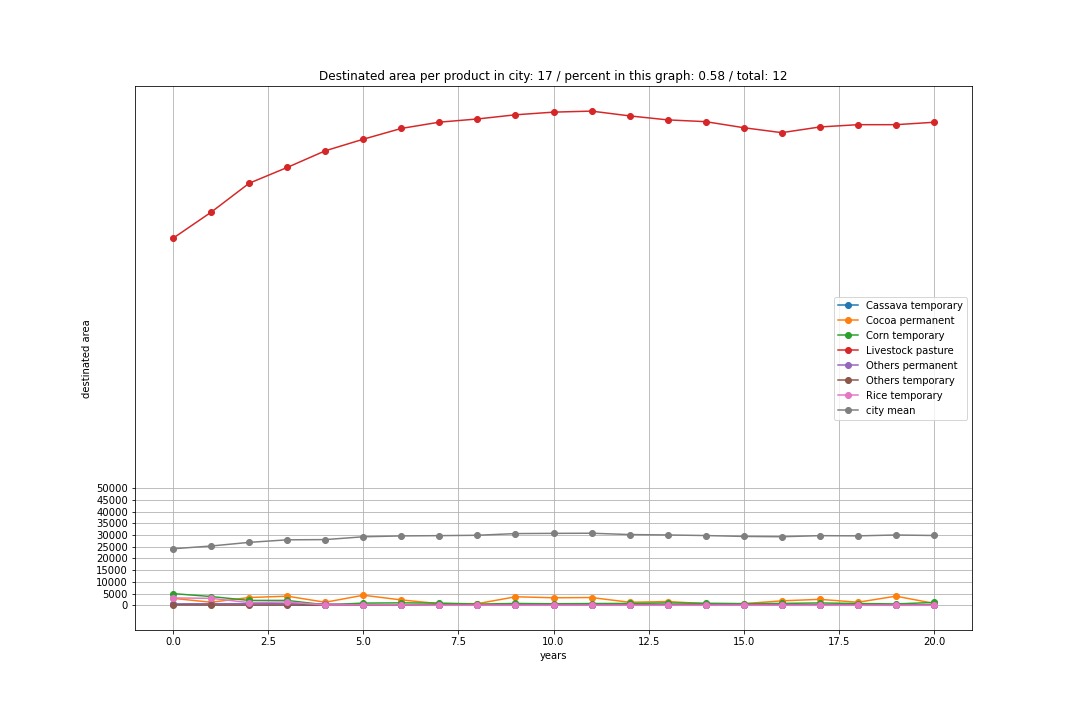 Destinated area per product in city: 17 / percent in this graph: 0.58 / total: 12
destinated area
50000
45000
40000
35000
30000
25000
20000
15000
10000
5000
0
Cassava temporary
Cocoa permanent
Corn temporary
Livestock pasture
Others permanent
Others temporary
Rice temporary
city mean
0.0 2.5 5.0 7.5 10.0 12.5 15.0 17.5 20.0
years